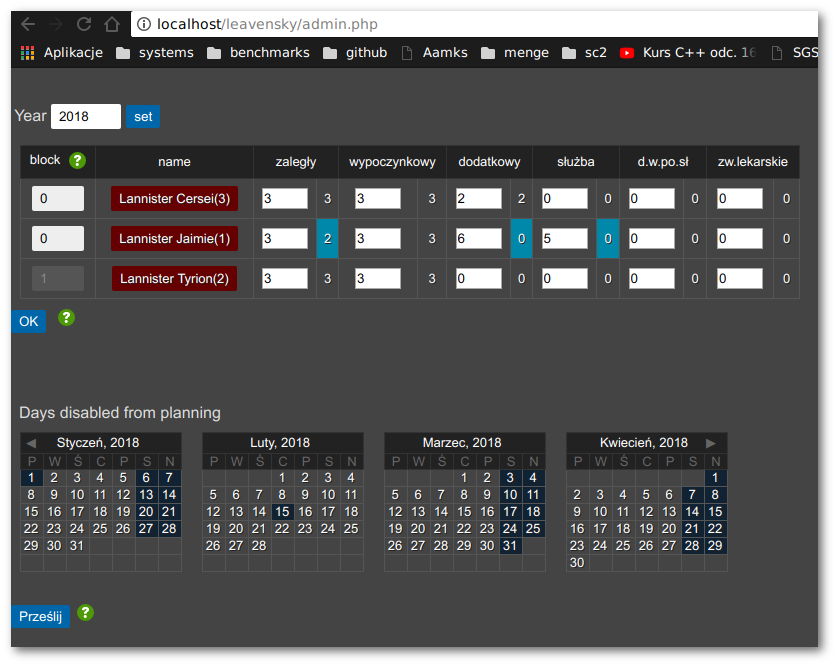 localhost/leavensky/admin.php
Aplikacje systems benchmarks github Aamks menge sc2 Kurs C++ odc. 16 SGS
Year 2018 set
block ? name zaległy wypoczynkowy dodatkowy służba d.w.po.sł zw.lekarskie
0 Lannister Cersei(3) 3 3 3 3 2 2 0 0 0 0 0 0
0 Lannister Jaimie(1) 3 2 3 3 6 0 5 0 0 0 0 0
1 Lannister Tyrion(2) 3 3 3 3 0 0 0 0 0 0 0 0
OK ?
Days disabled from planning
◀ Styczeń, 2018 Luty, 2018 Marzec, 2018 Kwiecień, 2018 ▶
P W Ś C P S N P W Ś C P S N P W Ś C P S N P W Ś C P S N
1 2 3 4 5 6 7 1 2 3 4 1 2 3 4 1
8 9 10 11 12 13 14 5 6 7 8 9 10 11 5 6 7 8 9 10 11 2 3 4 5 6 7 8
15 16 17 18 19 20 21 12 13 14 15 16 17 18 12 13 14 15 16 17 18 9 10 11 12 13 14 15
22 23 24 25 26 27 28 19 20 21 22 23 24 25 19 20 21 22 23 24 25 16 17 18 19 20 21 22
29 30 31 26 27 28 26 27 28 29 30 31 23 24 25 26 27 28 29
30
Prześlij ?